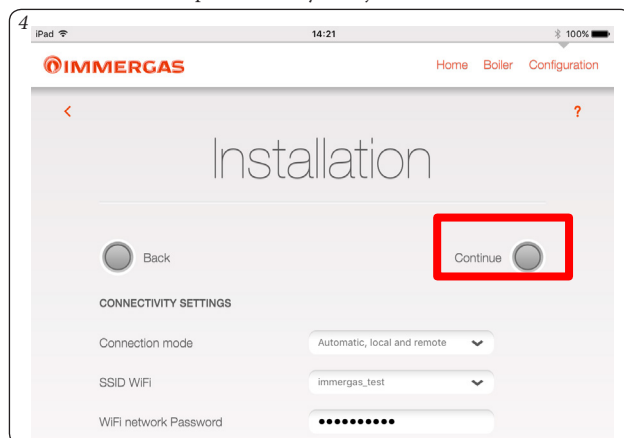 4
iPad 14:21 100%
IMMERGAS Home Boiler Configuration
< ?
Installation
Back Continue
CONNECTIVITY SETTINGS
Connection mode Automatic, local and remote
SSID WiFi immergas_test
WiFi network Password ••••••••••